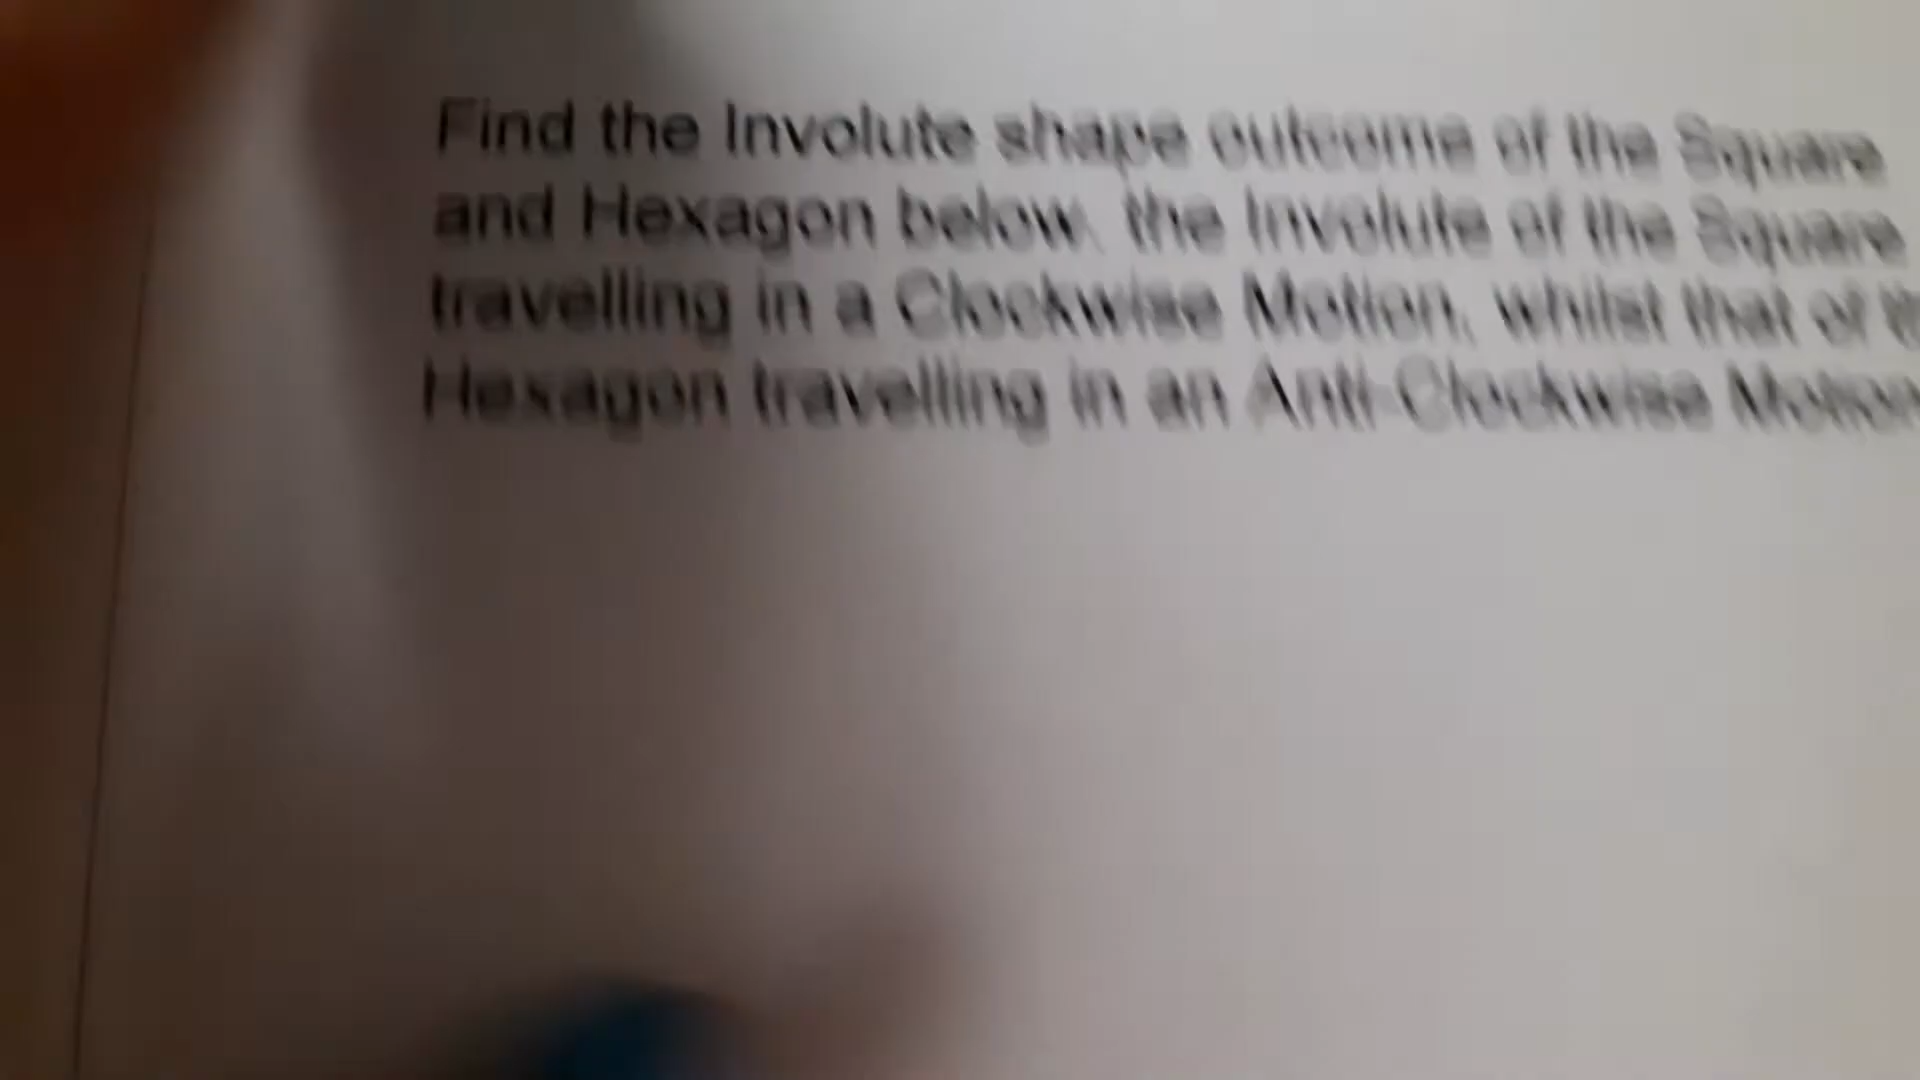 Find the Involute shape outcome of the Square
and Hexagon below, the Involute of the Square
travelling in a Clockwise Motion, whilst that of
Hexagon travelling in an Anti-Clockwise Motion